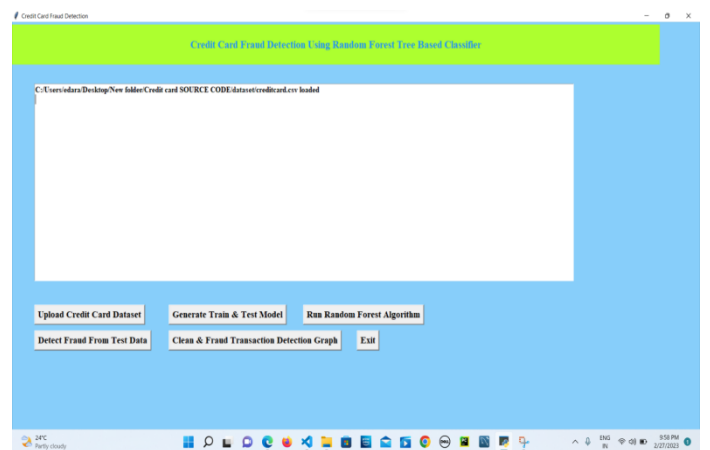 Credit Card Fraud Detection
Credit Card Fraud Detection Using Random Forest Tree Based Classifier
C:/Users/edara/Desktop/New folder/Credit card SOURCE CODE/dataset/creditcard.csv loaded
Upload Credit Card Dataset Generate Train & Test Model Run Random Forest Algorithm
Detect Fraud From Test Data Clean & Fraud Transaction Detection Graph Exit
24°C ENG 9:58 PM
Partly cloudy IN 2/27/2023